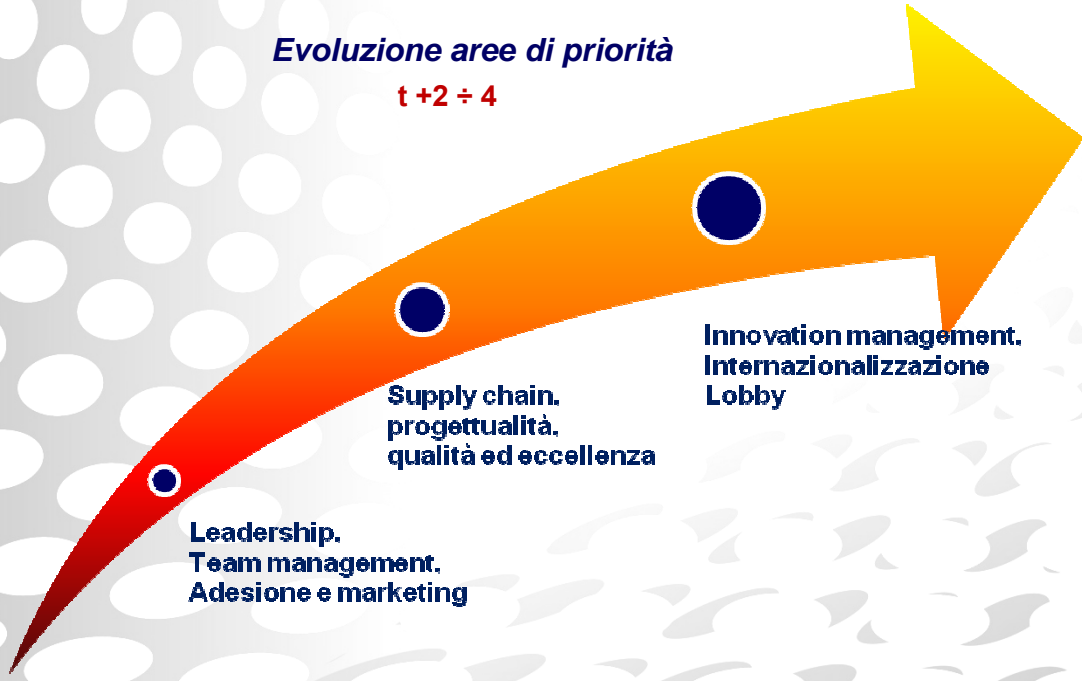 Evoluzione aree di priorità
t +2 ÷ 4
Innovation management,
Internazionalizzazione
Lobby
Supply chain,
progettualità,
qualità ed eccellenza
Leadership,
Team management,
Adesione e marketing